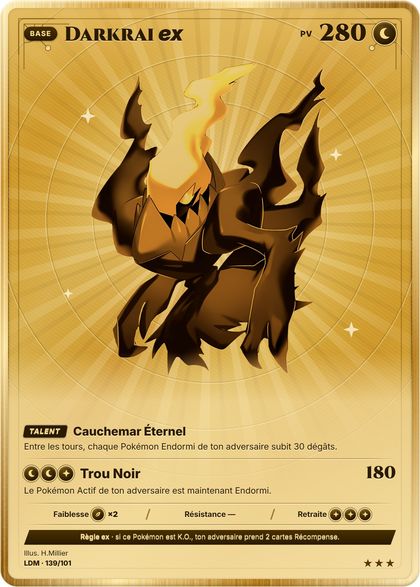 BASE DARKRAI ex PV 280
TALENT Cauchemar Éternel
Entre les tours, chaque Pokémon Endormi de ton adversaire subit 30 dégâts.
Trou Noir 180
Le Pokémon Actif de ton adversaire est maintenant Endormi.
Faiblesse ×2 / Résistance — / Retraite
Règle ex · si ce Pokémon est K.O., ton adversaire prend 2 cartes Récompense.
Illus. H.Millier
LDM · 139/101